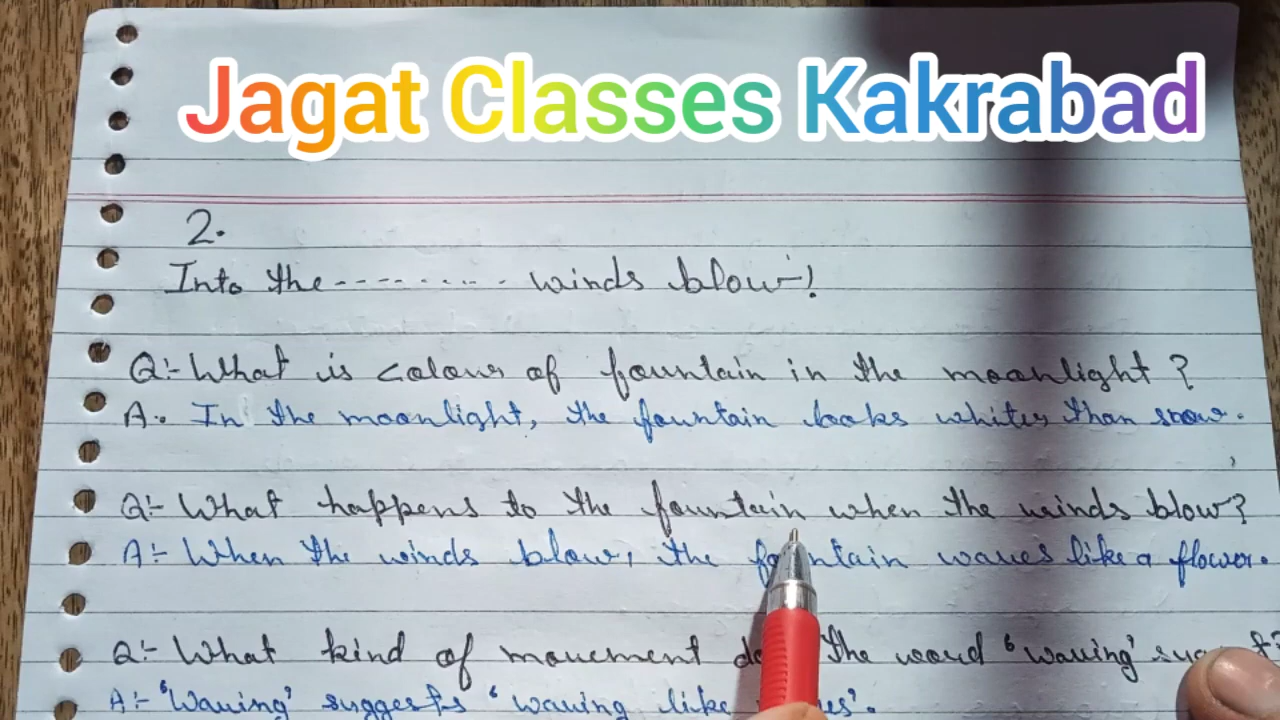 Jagat Classes Kakrabad
2.
Into the - - - - - - - - - winds blow!
Q:- What is colour of fountain in the moonlight ?
A. In the moonlight, the fountain looks whiter than snow.
Q:- What happens to the fountain when the winds blow?
A:- When the winds blow, the fountain waves like a flower.
Q:- What kind of movement the word 'waving'
A:- 'Waving' suggests 'waving like